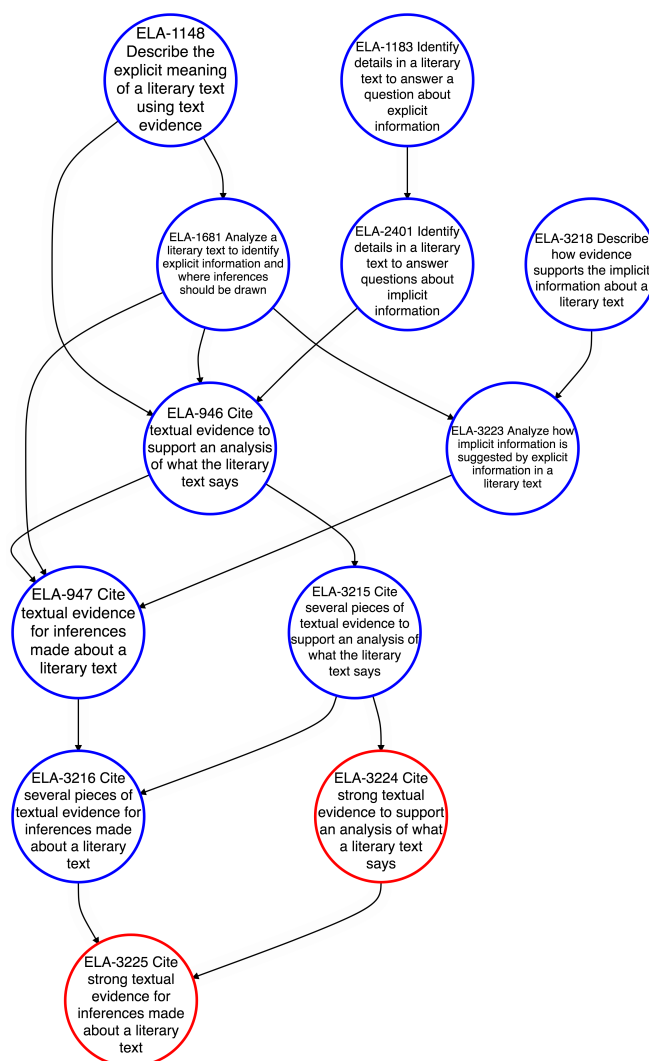 ELA-1148
Describe the
explicit meaning
of a literary text
using text
evidence
ELA-1183 Identify
details in a literary
text to answer a
question about
explicit
information
ELA-1681 Analyze a
literary text to identify
explicit information and
where inferences
should be drawn
ELA-2401 Identify
details in a literary
text to answer
questions about
implicit
information
ELA-3218 Describe
how evidence
supports the implicit
information about a
literary text
ELA-946 Cite
textual evidence to
support an analysis
of what the literary
text says
ELA-3223 Analyze how
implicit information is
suggested by explicit
information in a
literary text
ELA-947 Cite
textual evidence
for inferences
made about a
literary text
ELA-3215 Cite
several pieces of
textual evidence to
support an analysis of
what the literary
text says
ELA-3216 Cite
several pieces of
textual evidence for
inferences made
about a literary
text
ELA-3224 Cite
strong textual
evidence to support
an analysis of what
a literary text
says
ELA-3225 Cite
strong textual
evidence for
inferences made
about a literary
text